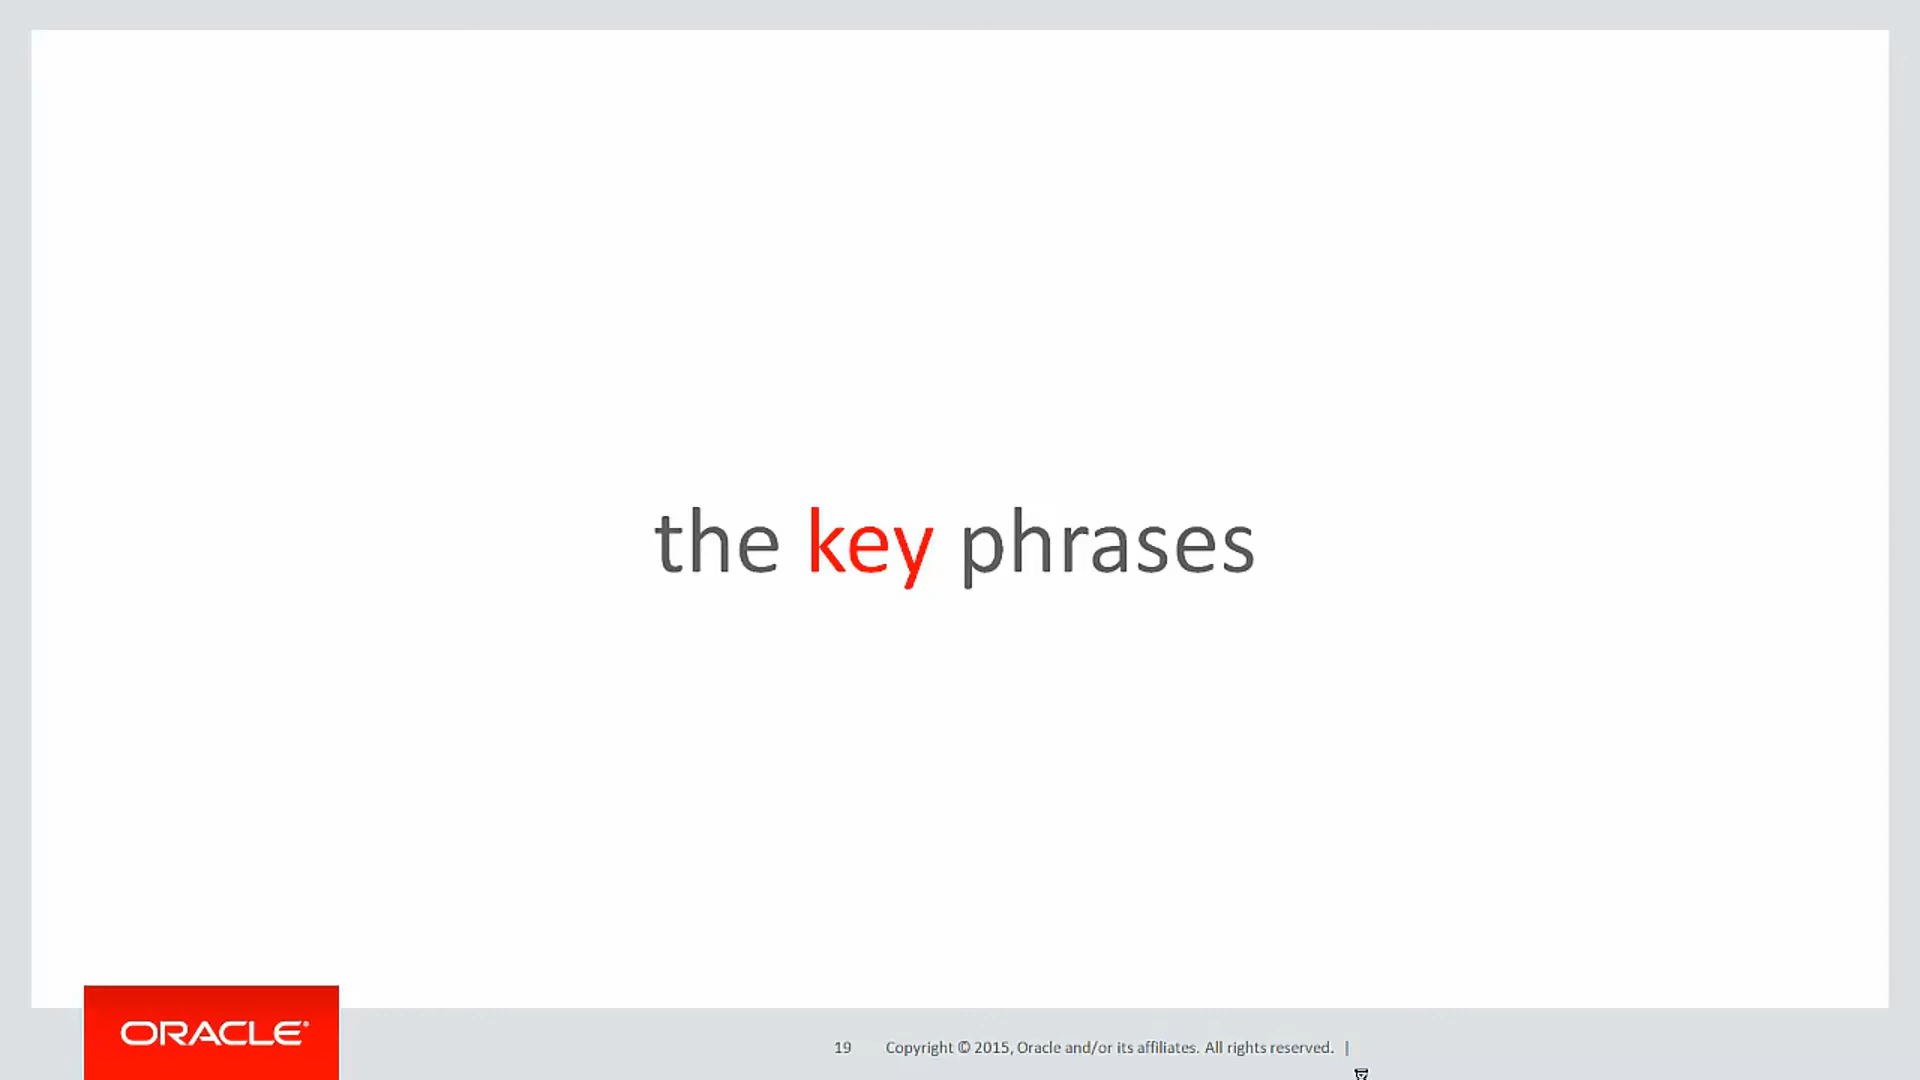 the key phrases
ORACLE®
19 Copyright © 2015, Oracle and/or its affiliates. All rights reserved. |